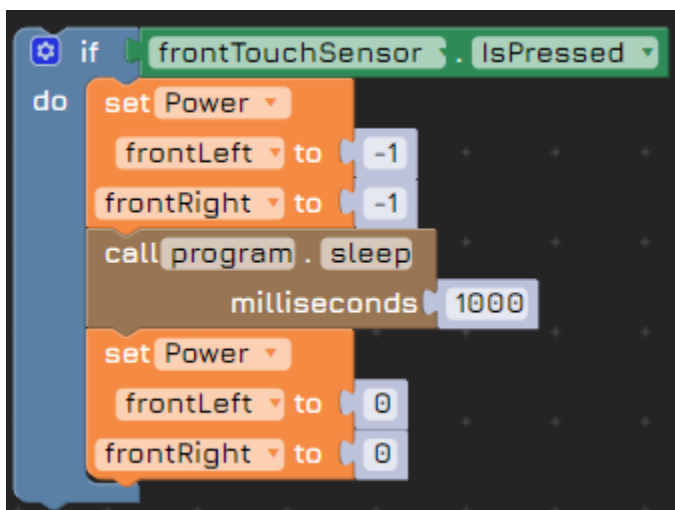 if frontTouchSensor . IsPressed
do set Power
frontLeft to -1
frontRight to -1
call program . sleep
milliseconds 1000
set Power
frontLeft to 0
frontRight to 0